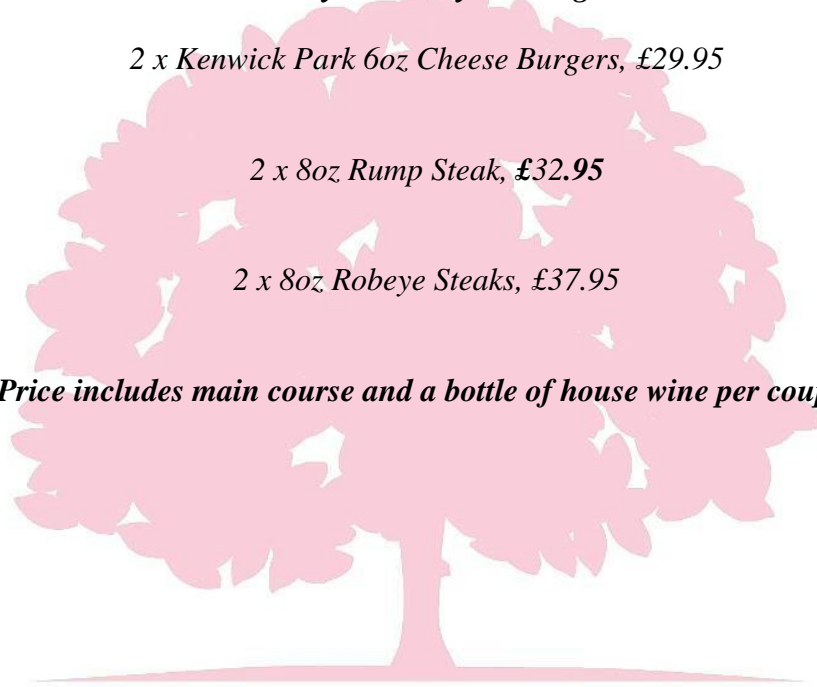 2 x Kenwick Park 6oz Cheese Burgers, £29.95
2 x 8oz Rump Steak, £32.95
2 x 8oz Robeye Steaks, £37.95
Price includes main course and a bottle of house wine per